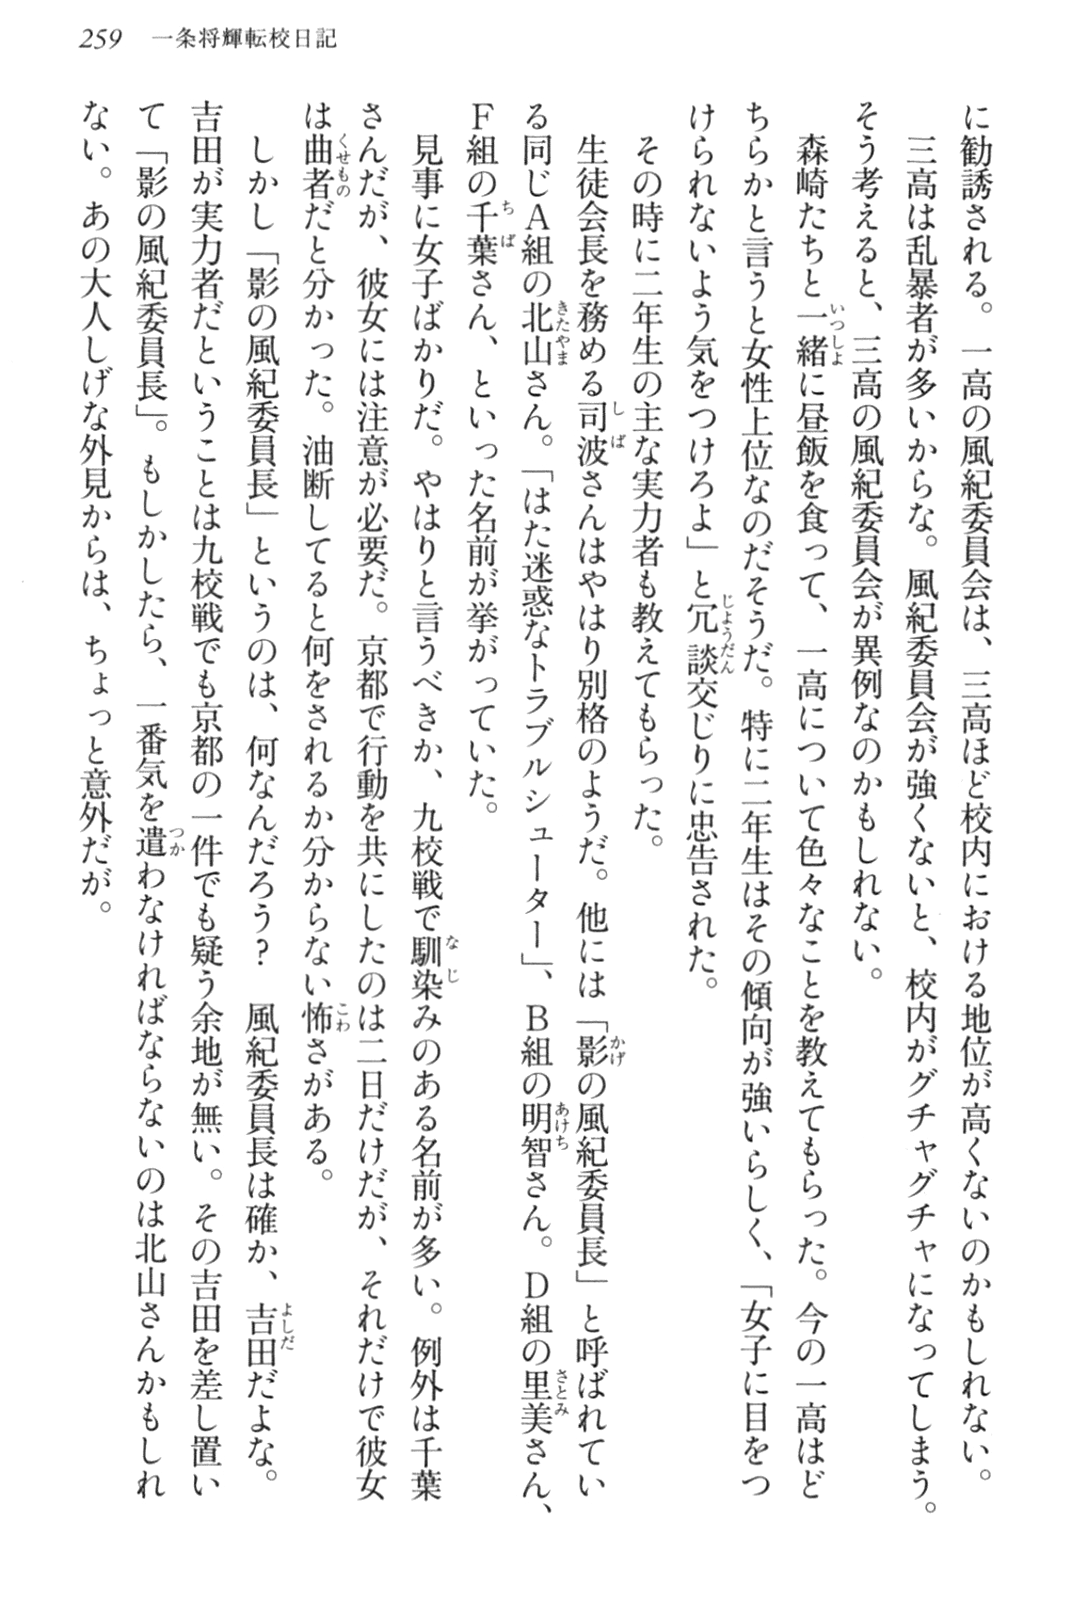 259　一条将輝転校日記
に勧誘される。一高の風紀委員会は、三高ほど校内における地位が高くないのかもしれない。
　三高は乱暴者が多いからな。風紀委員会が強くないと、校内がグチャグチャになってしまう。
そう考えると、三高の風紀委員会が異例なのかもしれない。
　森崎たちと一緒に昼飯を食って、一高について色々なことを教えてもらった。今の一高はど
ちらかと言うと女性上位なのだそうだ。特に二年生はその傾向が強いらしく、「女子に目をつ
けられないよう気をつけろよ」と冗談交じりに忠告された。
　その時に二年生の主な実力者も教えてもらった。
　生徒会長を務める司波さんはやはり別格のようだ。他には「影の風紀委員長」と呼ばれてい
る同じＡ組の北山さん。「はた迷惑なトラブルシューター」、Ｂ組の明智さん。Ｄ組の里美さん、
Ｆ組の千葉さん、といった名前が挙がっていた。
　見事に女子ばかりだ。やはりと言うべきか、九校戦で馴染みのある名前が多い。例外は千葉
さんだが、彼女には注意が必要だ。京都で行動を共にしたのは二日だけだが、それだけで彼女
は曲者だと分かった。油断してると何をされるか分からない怖さがある。
　しかし「影の風紀委員長」というのは、何なんだろう？　風紀委員長は確か、吉田だよな。
吉田が実力者だということは九校戦でも京都の一件でも疑う余地が無い。その吉田を差し置い
て「影の風紀委員長」。もしかしたら、一番気を遣わなければならないのは北山さんかもしれ
ない。あの大人しげな外見からは、ちょっと意外だが。